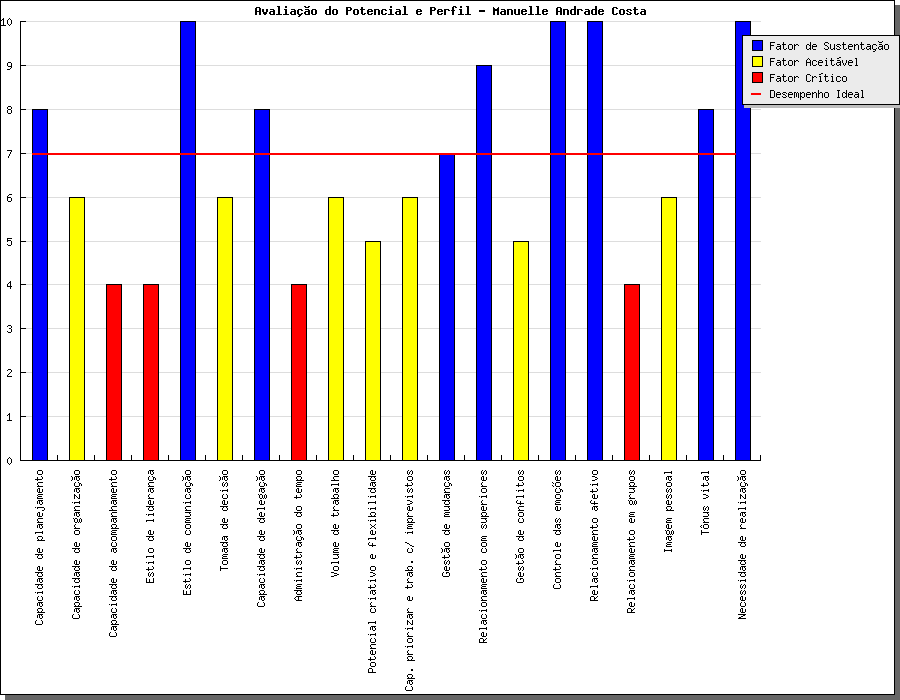 Avaliação do Potencial e Perfil - Manuelle Andrade Costa
10
9
8
7
6
5
4
3
2
1
0
Fator de Sustentação
Fator Aceitável
Fator Crítico
Desempenho Ideal
Capacidade de planejamento
Capacidade de organização
Capacidade de acompanhamento
Estilo de liderança
Estilo de comunicação
Tomada de decisão
Capacidade de delegação
Administração do tempo
Volume de trabalho
Potencial criativo e flexibilidade
Cap. priorizar e trab. c/ imprevistos
Gestão de mudanças
Relacionamento com superiores
Gestão de conflitos
Controle das emoções
Relacionamento afetivo
Relacionamento em grupos
Imagem pessoal
Tônus vital
Necessidade de realização